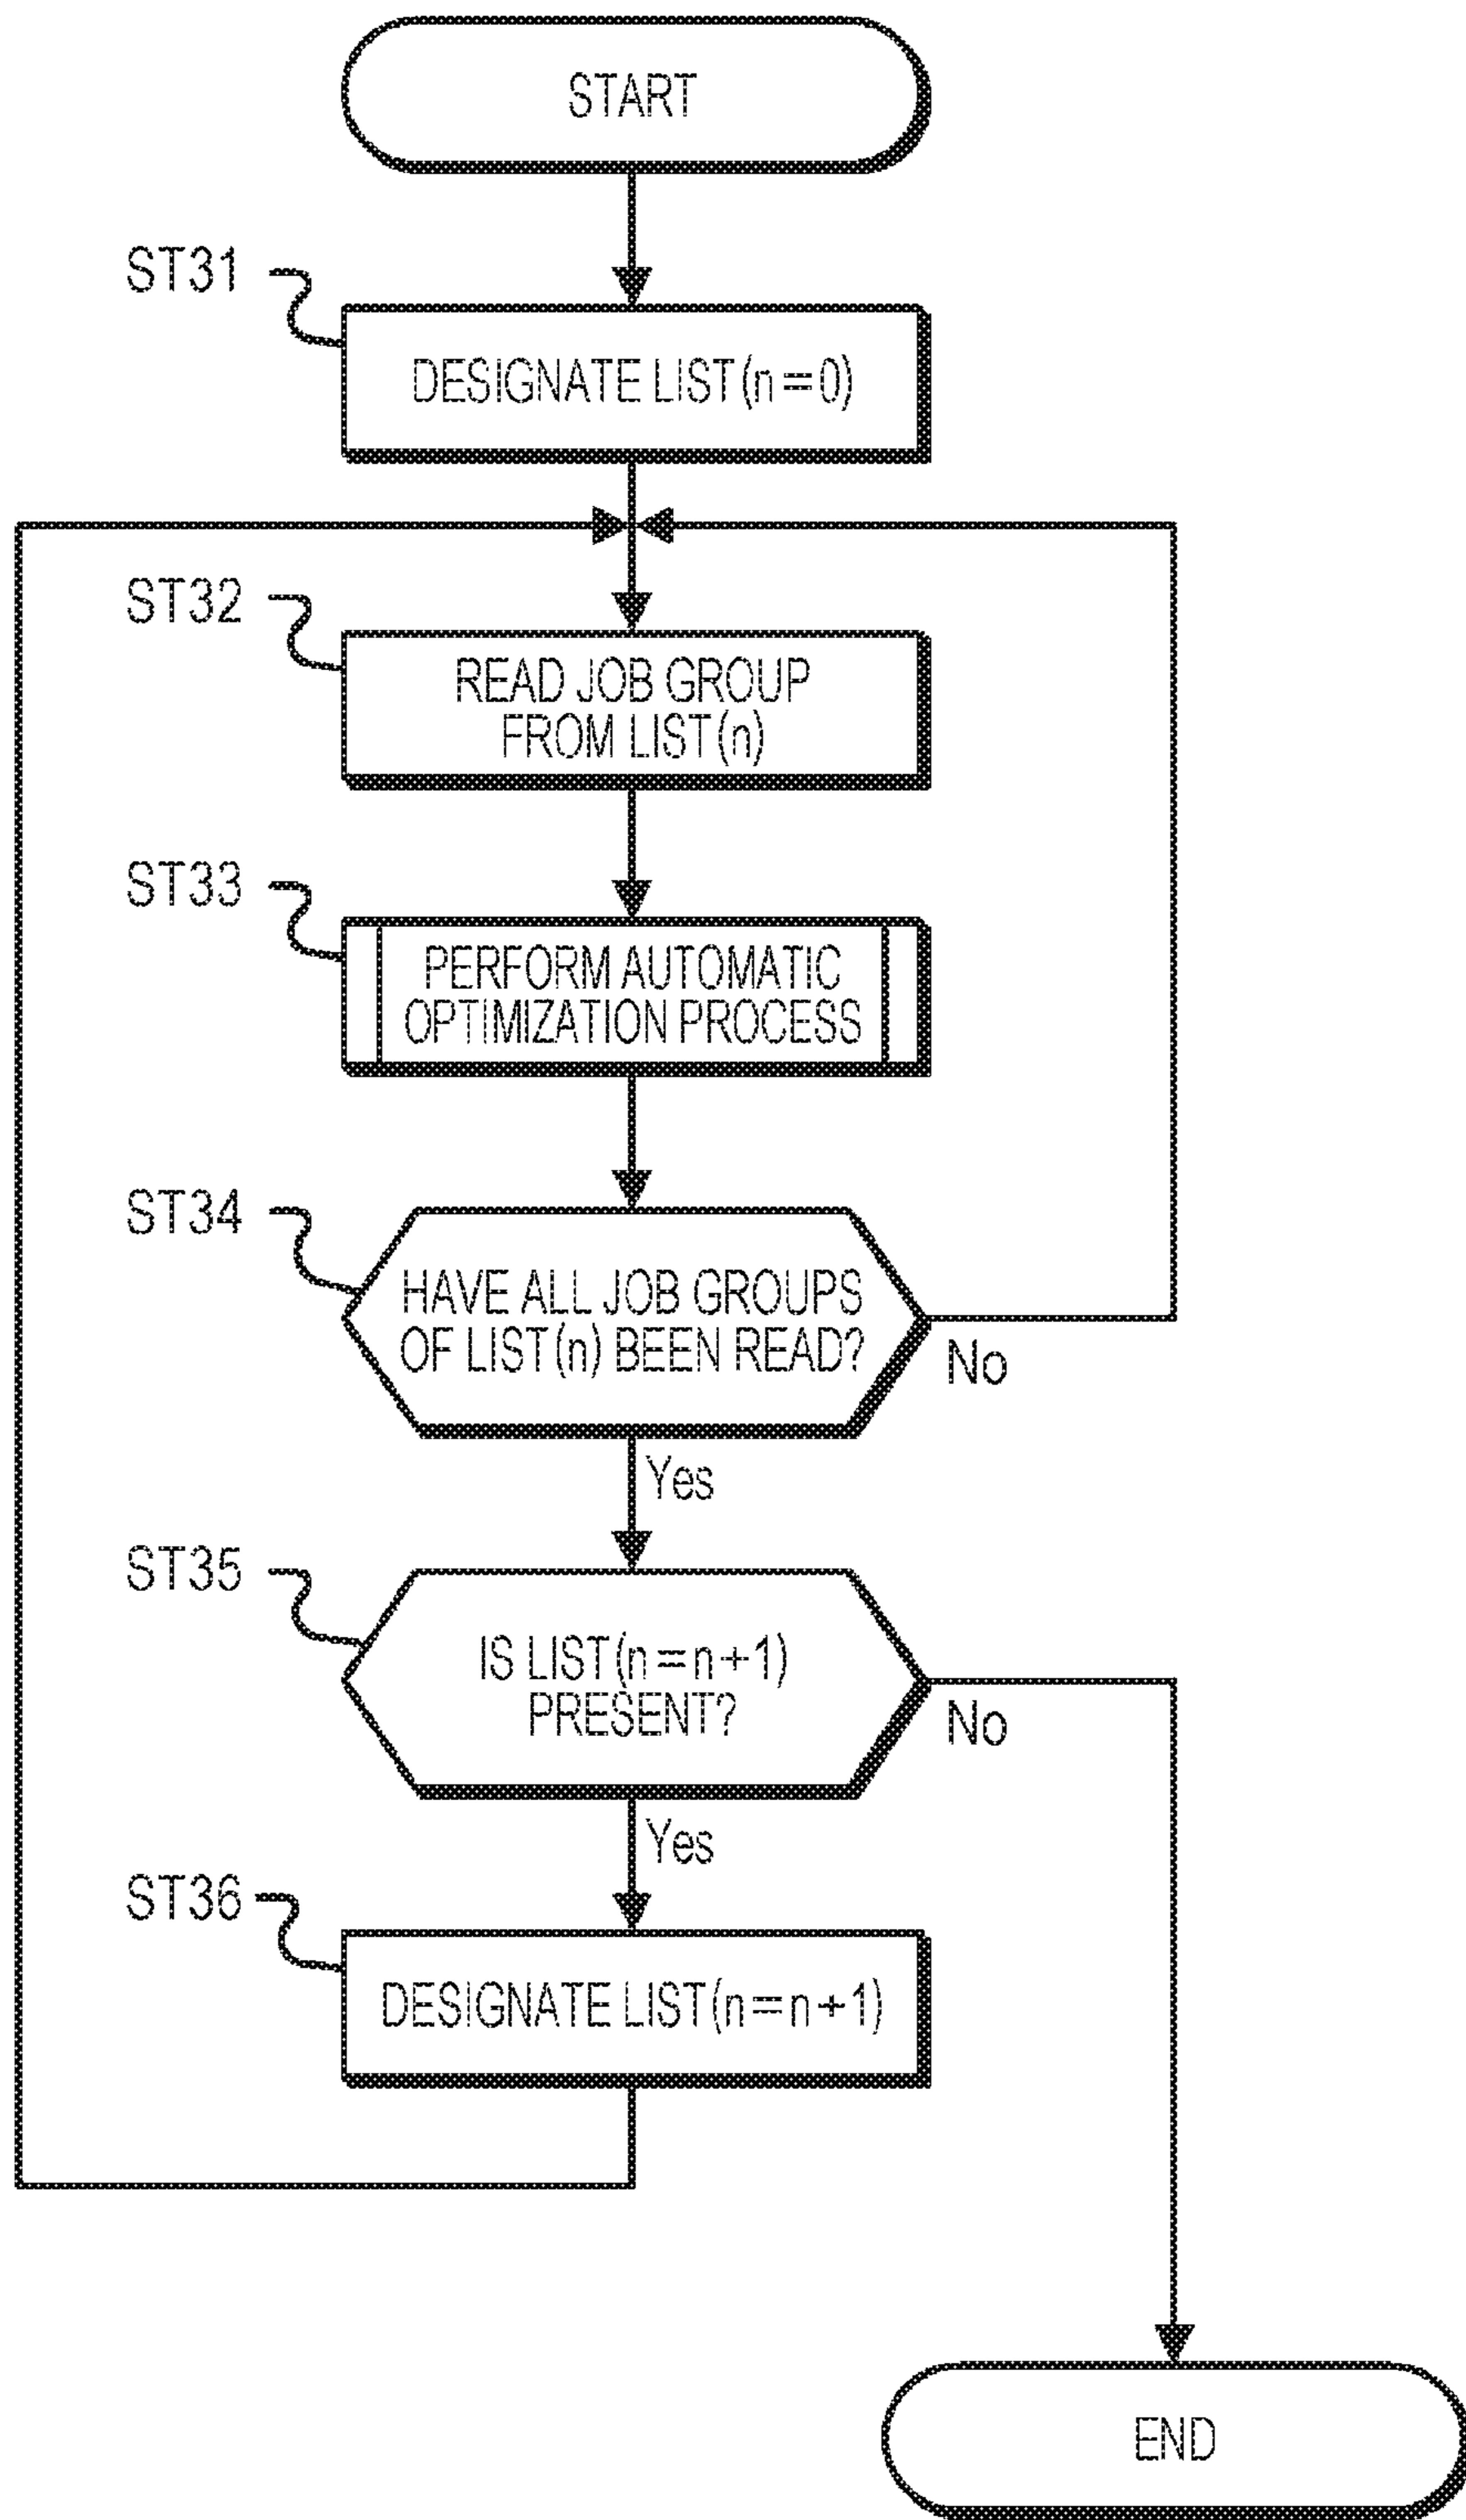 START
ST31
DESIGNATE LIST(n=0)
ST32
READ JOB GROUP
FROM LIST(n)
ST33
PERFORM AUTOMATIC
OPTIMIZATION PROCESS
ST34
HAVE ALL JOB GROUPS
OF LIST(n) BEEN READ?
No
Yes
ST35
IS LIST(n=n+1)
PRESENT?
No
Yes
ST36
DESIGNATE LIST(n=n+1)
END